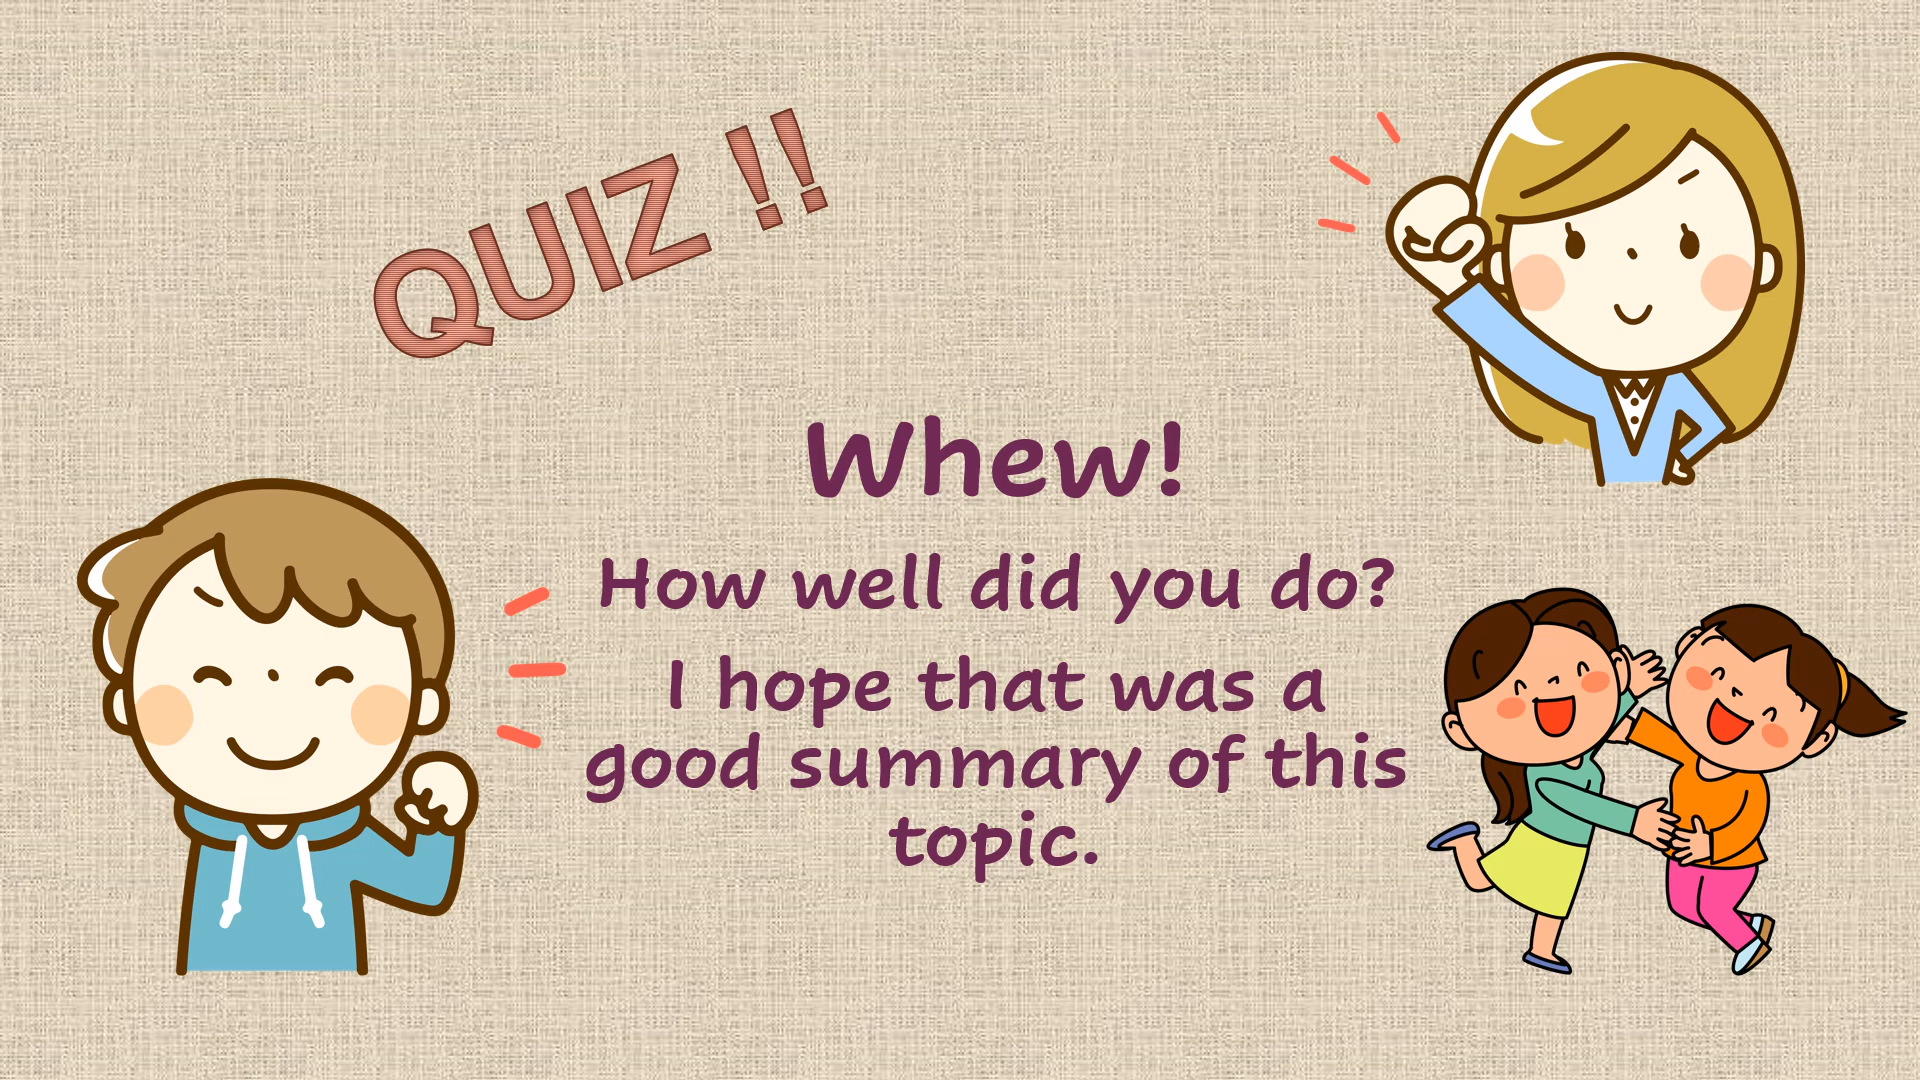 QUIZ !!
Whew!
How well did you do?
I hope that was a
good summary of this
topic.